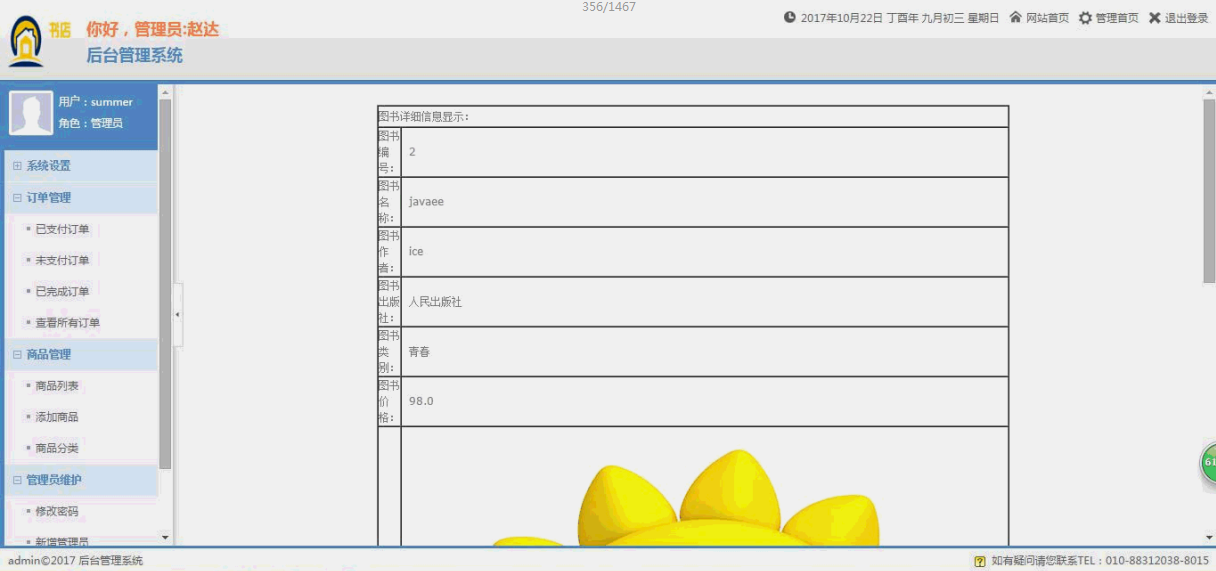 356/1467
书店
你好，管理员:赵达
后台管理系统
2017年10月22日 丁酉年 九月初三 星期日 网站首页 管理首页 退出登录
用户：summer
角色：管理员
系统设置
订单管理
已支付订单
未支付订单
已完成订单
查看所有订单
商品管理
商品列表
添加商品
商品分类
管理员维护
修改密码
新增管理员
图书详细信息显示:
图书
编
号:
2
图书
名
称:
javaee
图书
作
者:
ice
图书
出版
社:
人民出版社
图书
类
别:
青春
图书
价
格:
98.0
61
admin©2017 后台管理系统
如有疑问请您联系TEL：010-88312038-8015